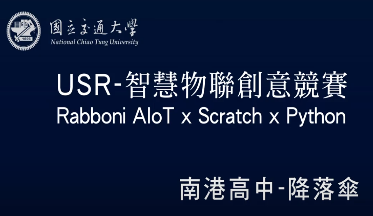 國立交通大學
National Chiao Tung University
USR-智慧物聯創意競賽
Rabboni AIoT x Scratch x Python
南港高中-降落傘